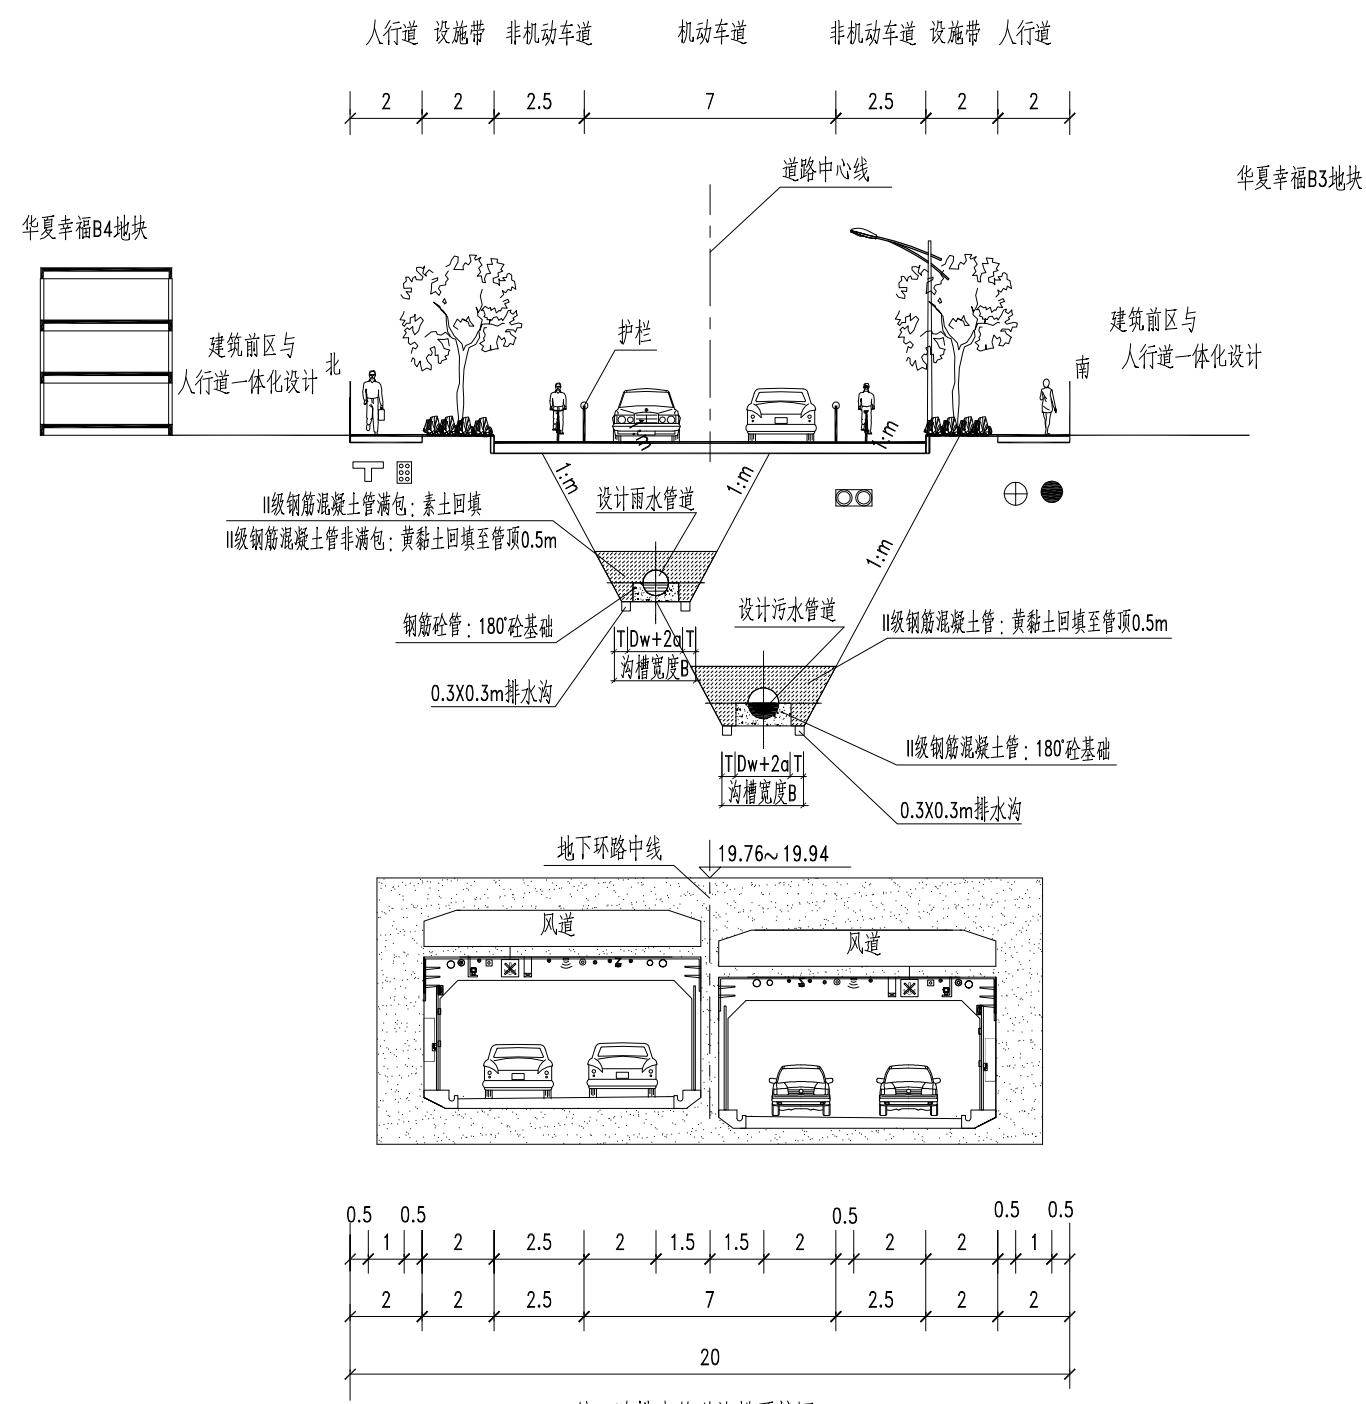 人行道 设施带 非机动车道 机动车道 非机动车道 设施带 人行道
2 2 2.5 7 2.5 2 2
道路中心线
华夏幸福B3地块
华夏幸福B4地块
护栏
建筑前区与
人行道一体化设计
北
南
建筑前区与
人行道一体化设计
1:m
1:m
1:m
1:m
1:m
II级钢筋混凝土管满包：素土回填
II级钢筋混凝土管非满包：黄黏土回填至管顶0.5m
设计雨水管道
钢筋砼管：180°砼基础
T Dw+2a T
沟槽宽度B
0.3X0.3m排水沟
设计污水管道
II级钢筋混凝土管：黄黏土回填至管顶0.5m
II级钢筋混凝土管：180°砼基础
T Dw+2a T
沟槽宽度B
0.3X0.3m排水沟
地下环路中线
19.76～19.94
风道
风道
0.5 0.5 0.5 0.5 0.5
1 2 2.5 2 1.5 1.5 2 2 2 1
2 2 2.5 7 2.5 2 2
20